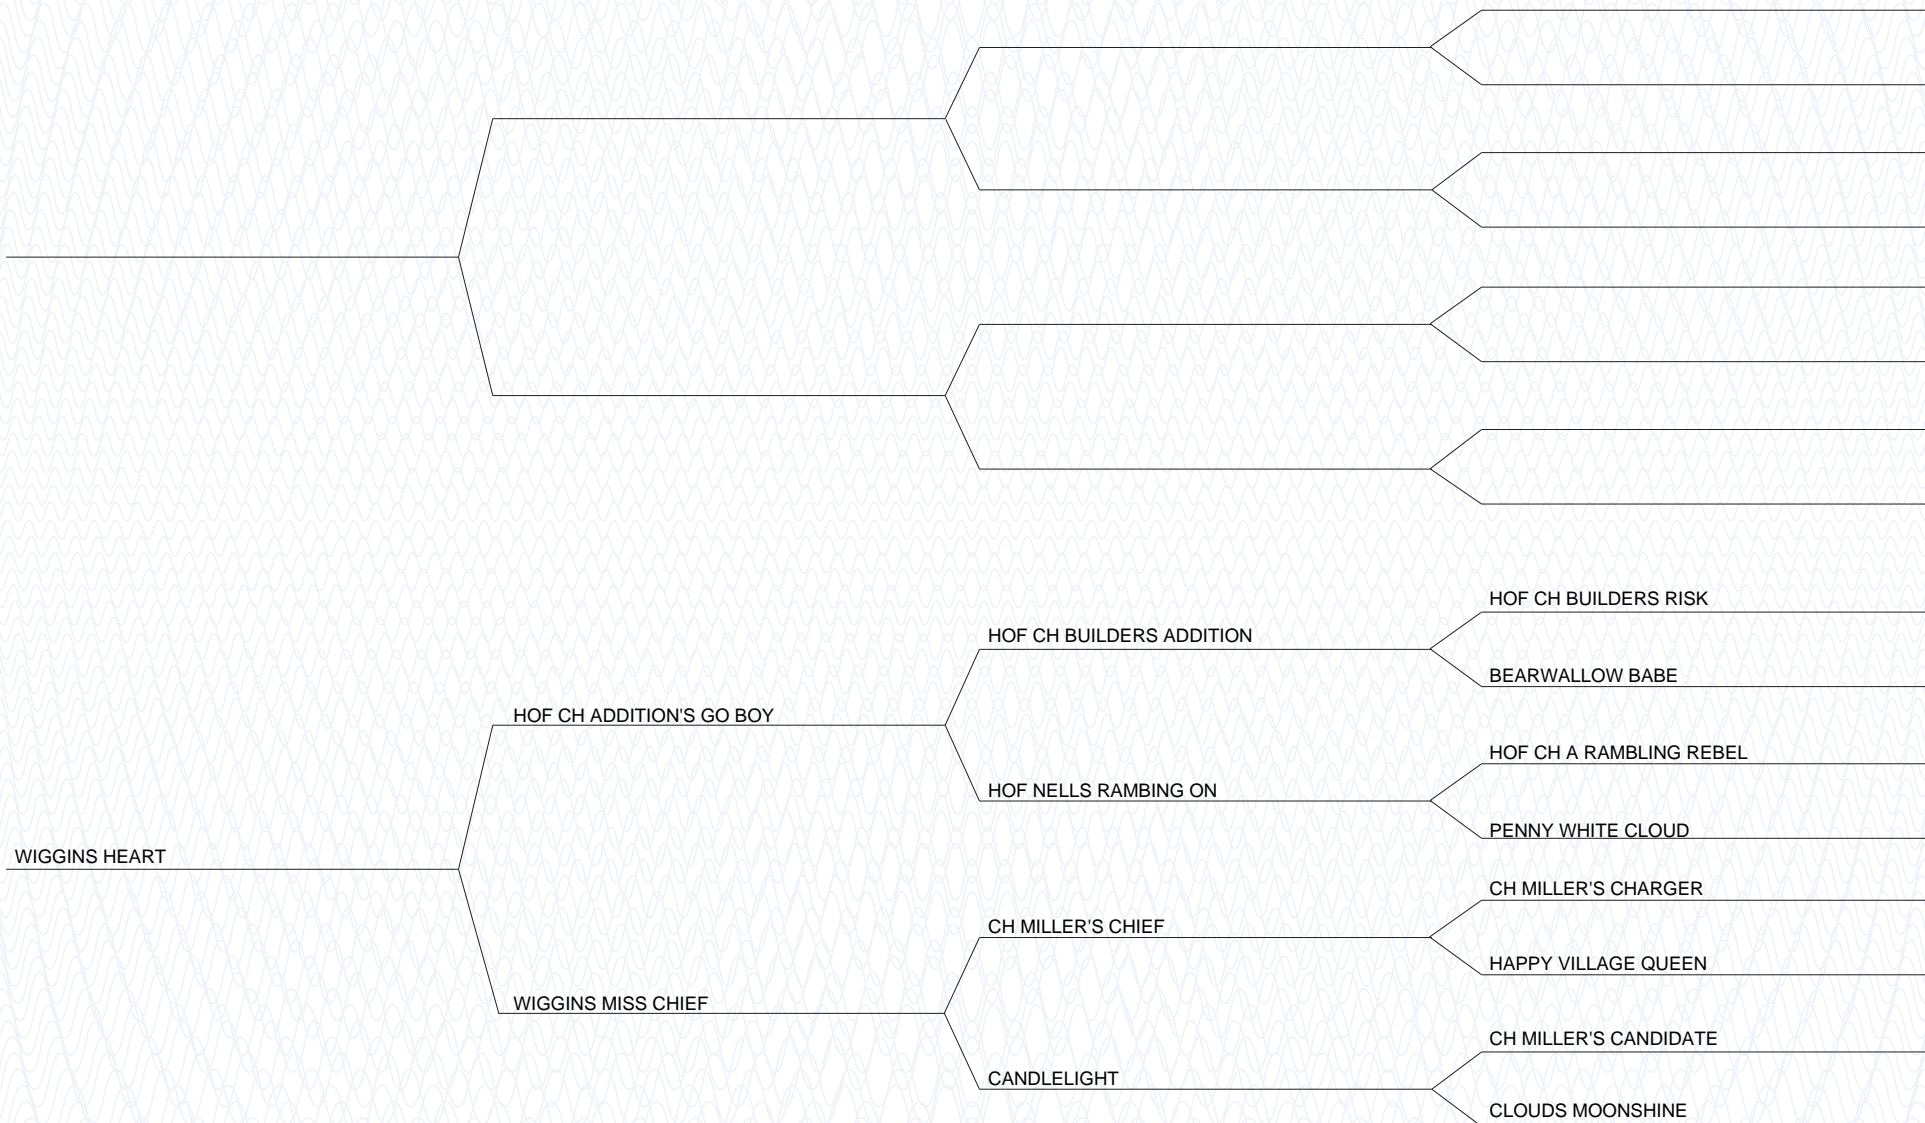 HOF CH BUILDERS RISK
HOF CH BUILDERS ADDITION
BEARWALLOW BABE
HOF CH ADDITION'S GO BOY
HOF CH A RAMBLING REBEL
HOF NELLS RAMBING ON
PENNY WHITE CLOUD
WIGGINS HEART
CH MILLER'S CHARGER
CH MILLER'S CHIEF
HAPPY VILLAGE QUEEN
WIGGINS MISS CHIEF
CH MILLER'S CANDIDATE
CANDLELIGHT
CLOUDS MOONSHINE